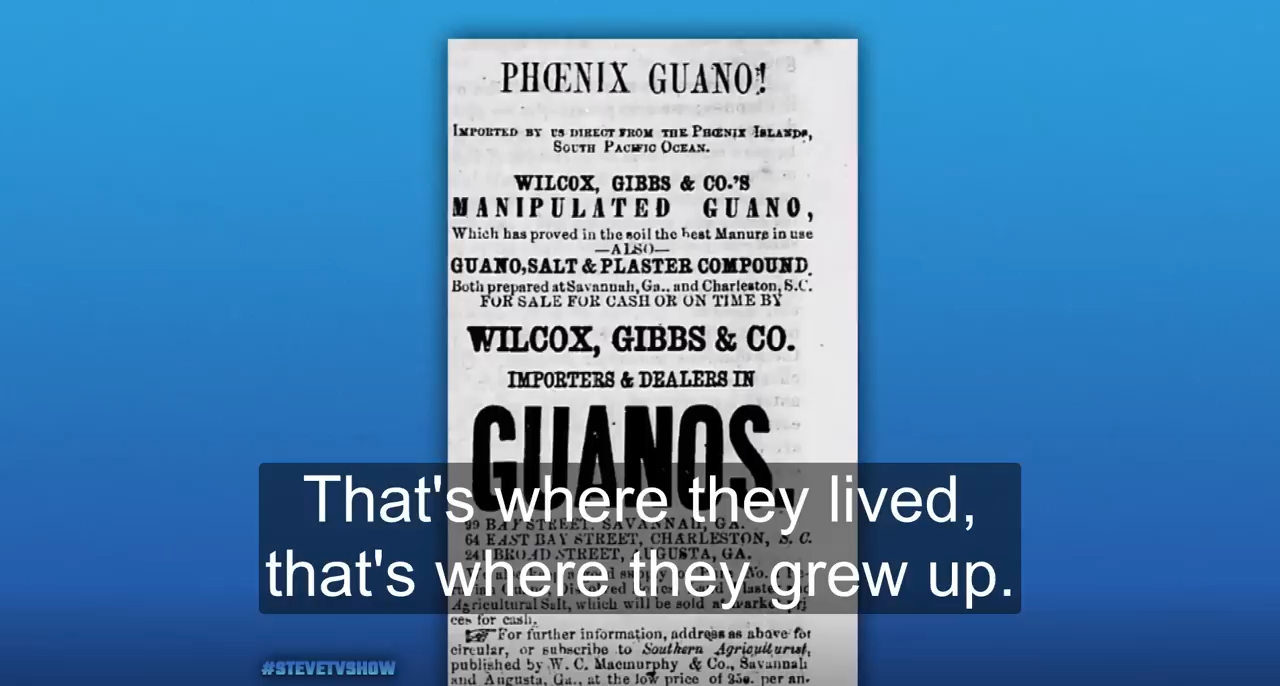 PHŒNIX GUANO!
IMPORTED BY US DIRECT FROM THE PHŒNIX ISLANDS,
SOUTH PACIFIC OCEAN.
WILCOX, GIBBS & CO.'S
MANIPULATED GUANO,
Which has proved in the soil the best Manure in use
—ALSO—
GUANO, SALT & PLASTER COMPOUND.
Both prepared at Savannah, Ga., and Charleston, S.C.
FOR SALE FOR CASH OR ON TIME BY
WILCOX, GIBBS & CO.
IMPORTERS & DEALERS IN
GUANOS,
That's where they lived,
that's where they grew up.
99 BAY STREET, SAVANNAH, GA.
64 EAST BAY STREET, CHARLESTON, S. C.
241 BROAD STREET, AUGUSTA, GA.
Agricultural Salt, which will be sold at
ces for cash.
For further information, address as above for
circular, or subscribe to Southern Agriculturist,
published by W. C. Macmurphy & Co., Savannah
and Augusta, Ga., at the low price of 25c. per an-
#STEVETVSHOW